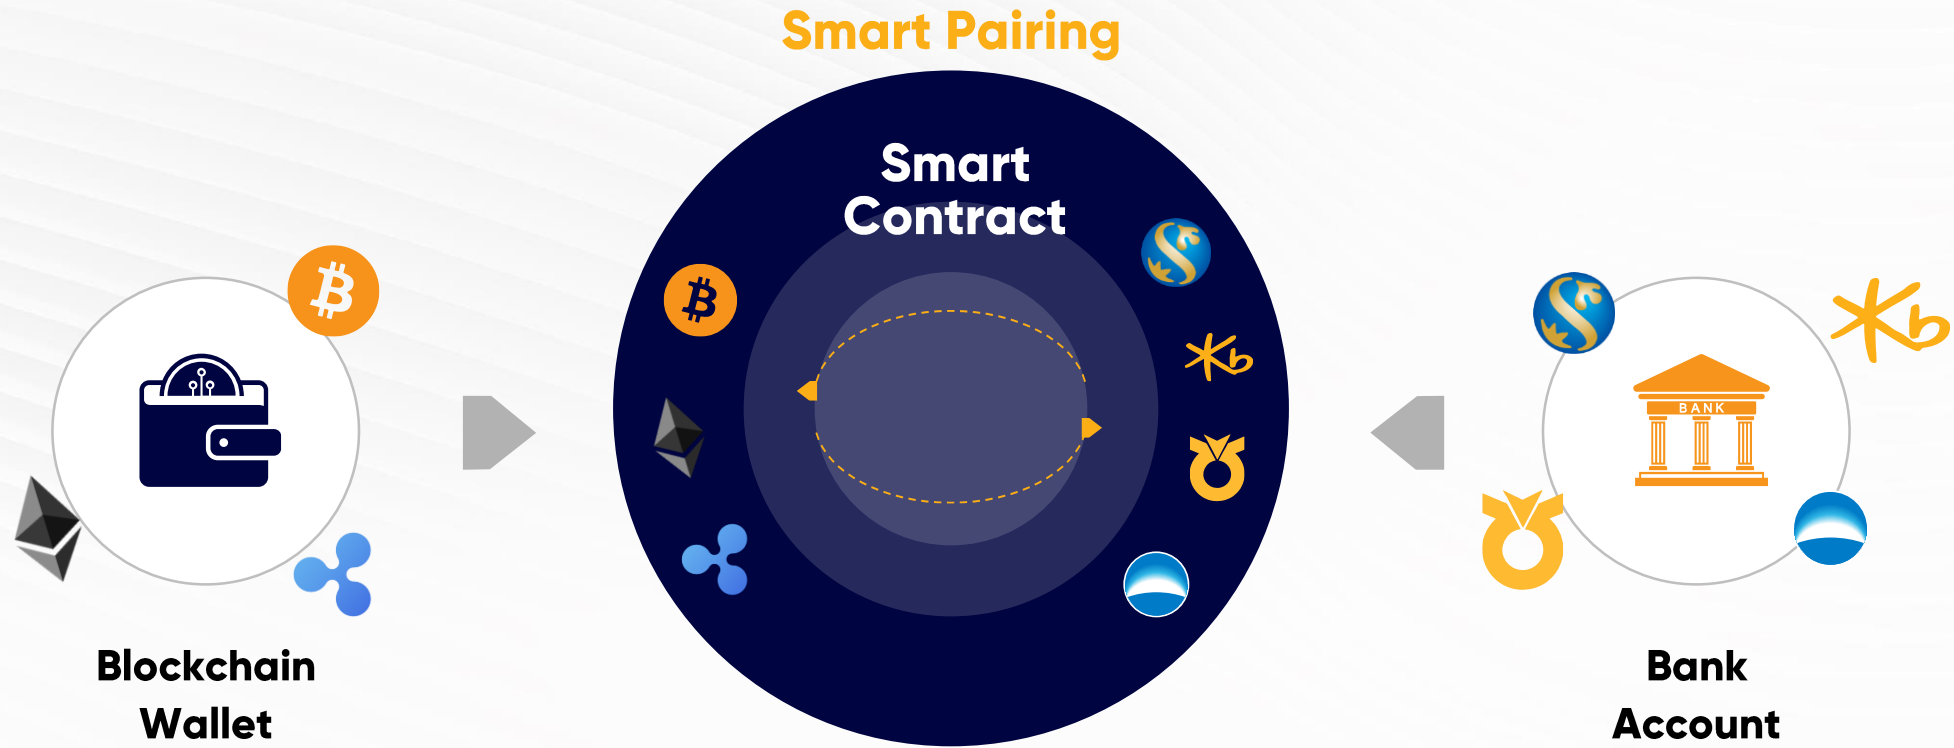 Smart Pairing
Smart
Contract
BANK
Blockchain
Wallet
Bank
Account